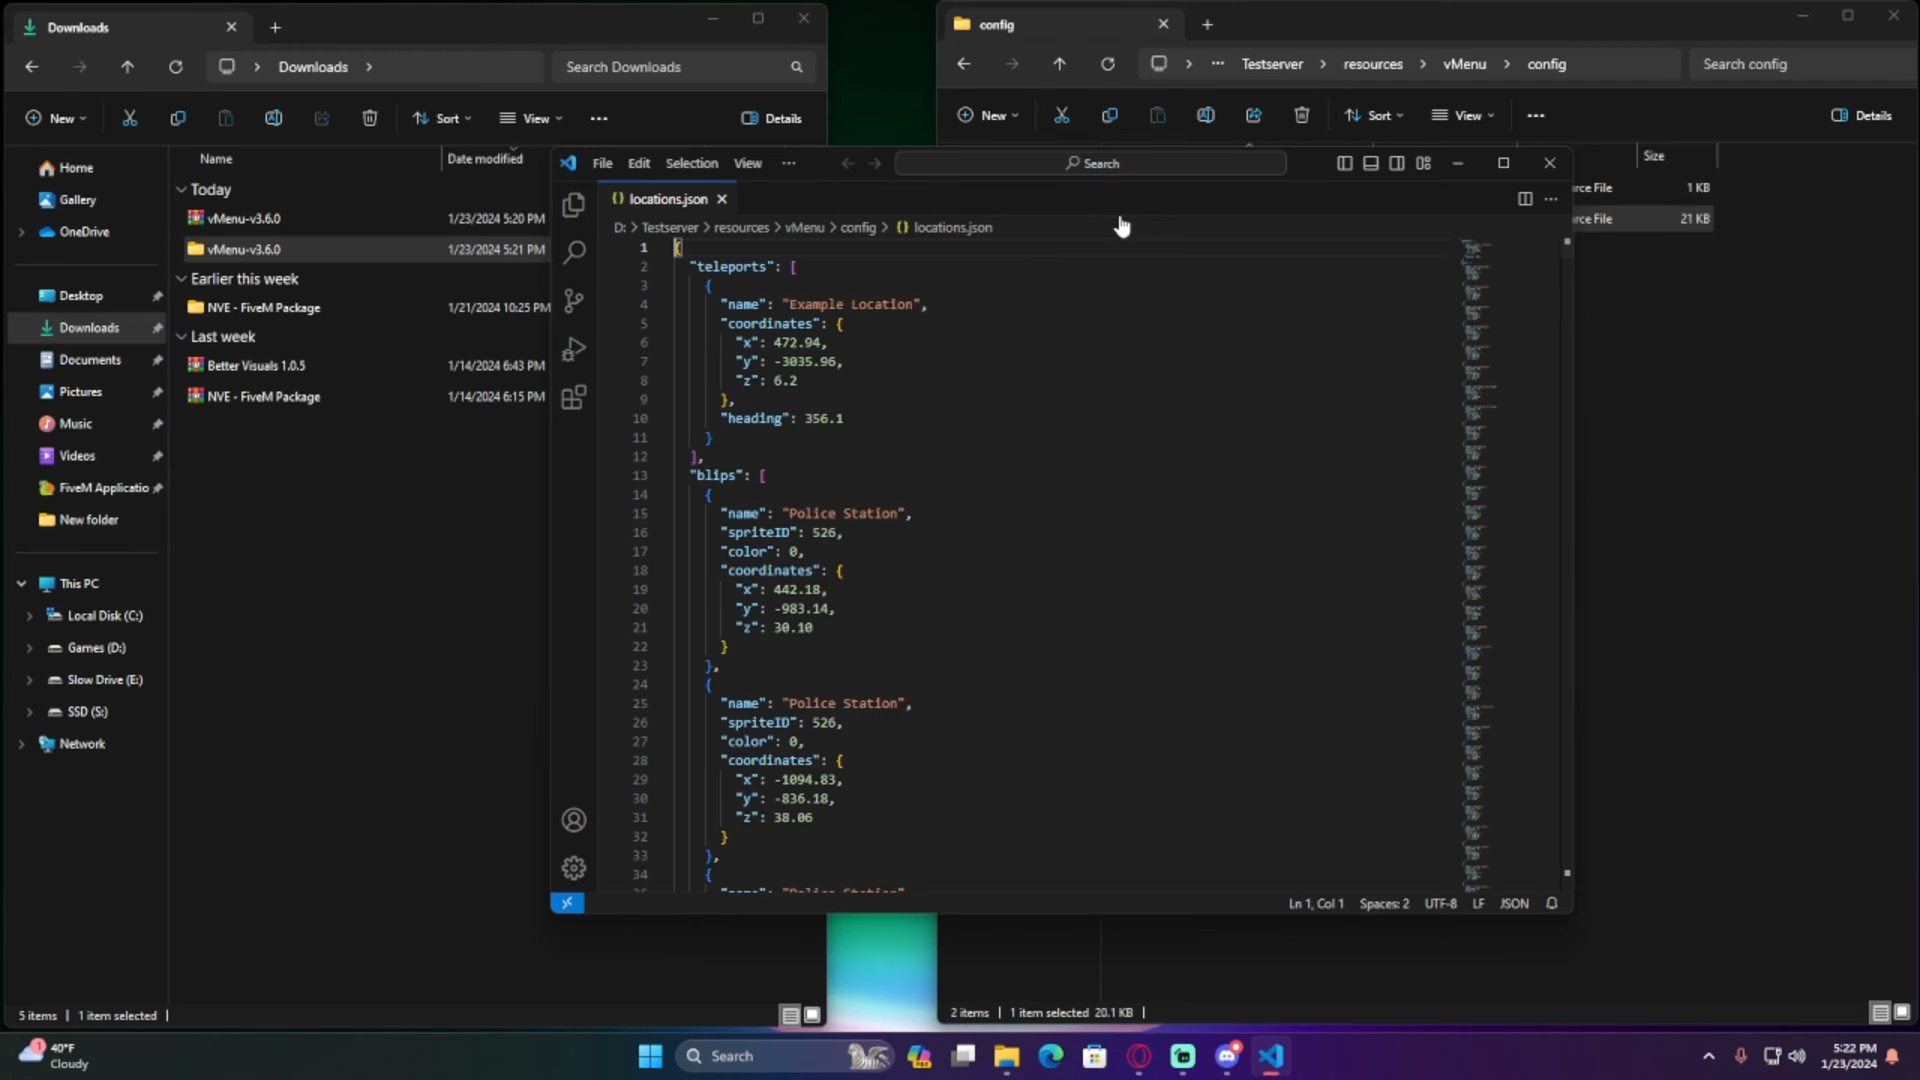 Downloads
Downloads
Search Downloads
New
Sort
View
Details
Home
Gallery
OneDrive
Desktop
Downloads
Documents
Pictures
Music
Videos
FiveM Applicatio
New folder
This PC
Local Disk (C:)
Games (D:)
Slow Drive (E:)
SSD (S:)
Network
Name
Date modified
Today
vMenu-v3.6.0 1/23/2024 5:20 PM
vMenu-v3.6.0 1/23/2024 5:21 PM
Earlier this week
NVE - FiveM Package 1/21/2024 10:25 PM
Last week
Better Visuals 1.0.5 1/14/2024 6:43 PM
NVE - FiveM Package 1/14/2024 6:15 PM
5 items 1 item selected
config
Testserver resources vMenu config
Search config
New
Sort
View
Details
Size
rce File 1 KB
rce File 21 KB
2 items 1 item selected 20.1 KB
File Edit Selection View
Search
locations.json
D: > Testserver > resources > vMenu > config > {} locations.json
1 {
2 "teleports": [
3 {
4 "name": "Example Location",
5 "coordinates": {
6 "x": 472.94,
7 "y": -3035.96,
8 "z": 6.2
9 },
10 "heading": 356.1
11 }
12 ],
13 "blips": [
14 {
15 "name": "Police Station",
16 "spriteID": 526,
17 "color": 0,
18 "coordinates": {
19 "x": 442.18,
20 "y": -983.14,
21 "z": 30.10
22 }
23 },
24 {
25 "name": "Police Station",
26 "spriteID": 526,
27 "color": 0,
28 "coordinates": {
29 "x": -1094.83,
30 "y": -836.18,
31 "z": 38.06
32 }
33 },
34 {
Ln 1, Col 1 Spaces: 2 UTF-8 LF JSON
1
40°F
Cloudy
Search
5:22 PM
1/23/2024